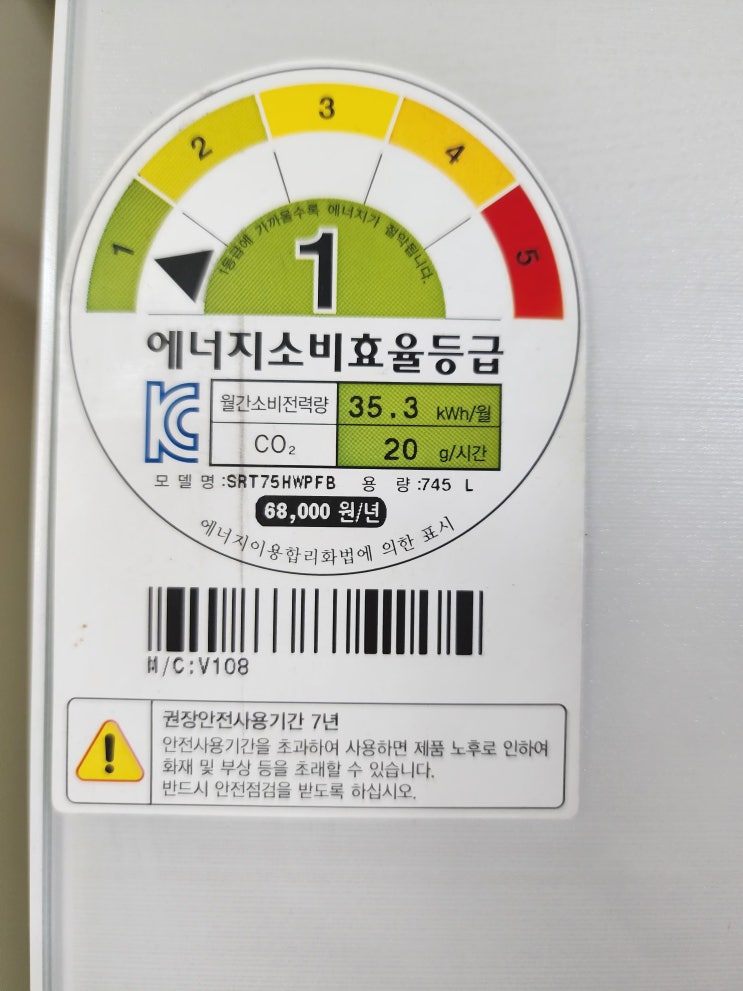 1
2
3
4
5
1등급에 가까울수록 에너지가 절약됩니다.
1
에너지소비효율등급
월간소비전력량 35.3 kWh/월
CO₂ 20 g/시간
모델명:SRT75HWPFB 용 량:745 L
68,000 원/년
에너지이용합리화법에 의한 표시
M/C:V108
권장안전사용기간 7년
안전사용기간을 초과하여 사용하면 제품 노후로 인하여
화재 및 부상 등을 초래할 수 있습니다.
반드시 안전점검을 받도록 하십시오.